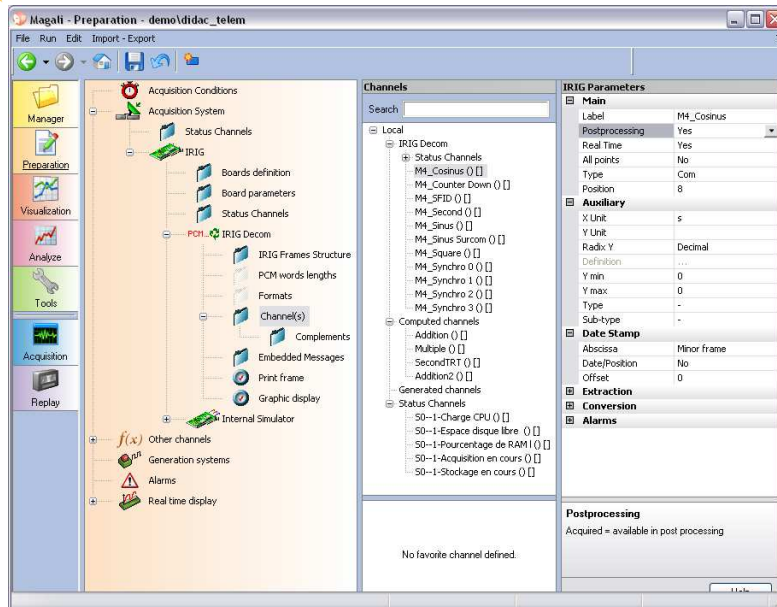 Magali - Preparation - demo\didac_telem
File Run Edit Import - Export
Manager
Preparation
Visualization
Analyze
Tools
Acquisition
Replay
Acquisition Conditions
Acquisition System
Status Channels
IRIG
Boards definition
Board parameters
Status Channels
PCM... IRIG Decom
IRIG Frames Structure
PCM words lengths
Formats
Channel(s)
Complements
Embedded Messages
Print frame
Graphic display
Internal Simulator
f(x) Other channels
Generation systems
Alarms
Real time display
Channels
Search
Local
IRIG Decom
Status Channels
M4_Cosinus () []
M4_Counter Down () []
M4_SFID () []
M4_Second () []
M4_Sinus () []
M4_Sinus Surcom () []
M4_Square () []
M4_Synchro 0 () []
M4_Synchro 1 () []
M4_Synchro 2 () []
M4_Synchro 3 () []
Computed channels
Addition () []
Multiple () []
SecondTRT () []
Addition2 () []
Generated channels
Status Channels
S0--1-Charge CPU () []
S0--1-Espace disque libre () []
S0--1-Pourcentage de RAM l () []
S0--1-Acquisition en cours () []
S0--1-Stockage en cours () []
No favorite channel defined.
IRIG Parameters
Main
Label M4_Cosinus
Postprocessing Yes
Real Time Yes
All points No
Type Com
Position 8
Auxiliary
X Unit s
Y Unit
Radix Y Decimal
Definition ...
Y min 0
Y max 0
Type -
Sub-type -
Date Stamp
Abscissa Minor frame
Date/Position No
Offset 0
Extraction
Conversion
Alarms
Postprocessing
Acquired = available in post processing
Help